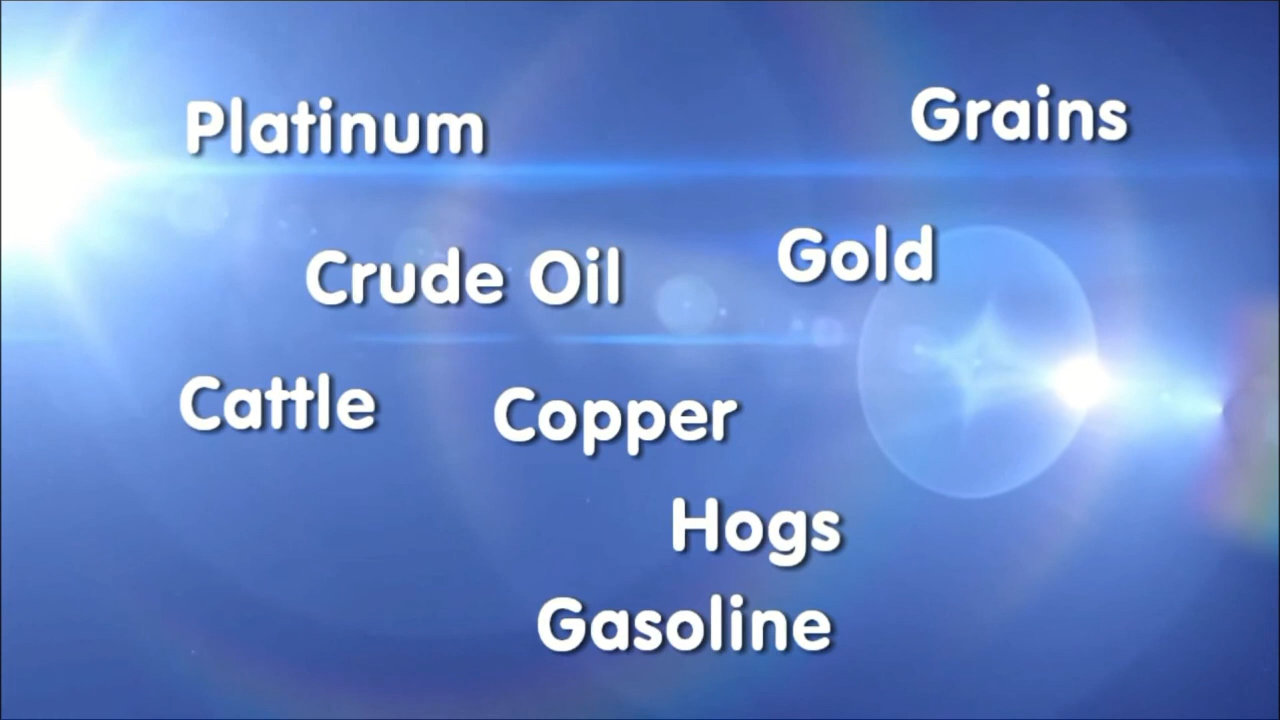 Platinum
Grains
Crude Oil
Gold
Cattle
Copper
Hogs
Gasoline